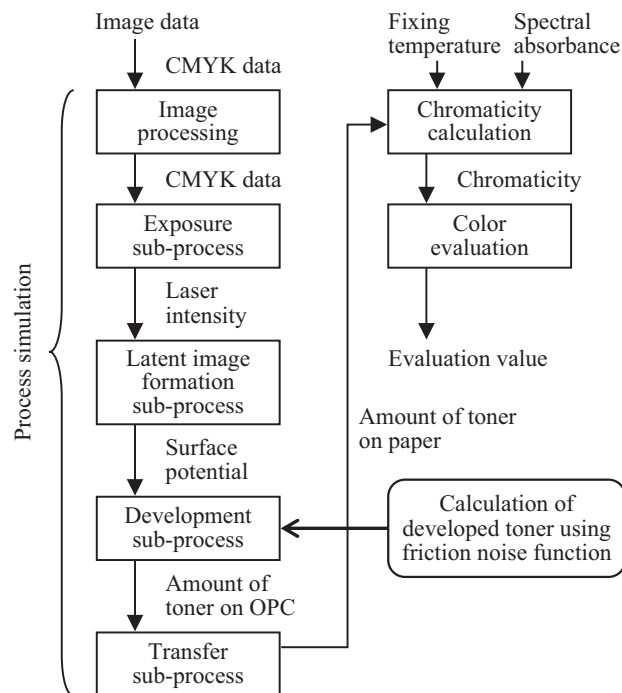 Image data
CMYK data
Image
processing
CMYK data
Exposure
sub-process
Laser
intensity
Latent image
formation
sub-process
Surface
potential
Development
sub-process
Amount of
toner on OPC
Transfer
sub-process
Process simulation
Fixing
temperature
Spectral
absorbance
Chromaticity
calculation
Chromaticity
Color
evaluation
Evaluation value
Amount of toner
on paper
Calculation of
developed toner using
friction noise function